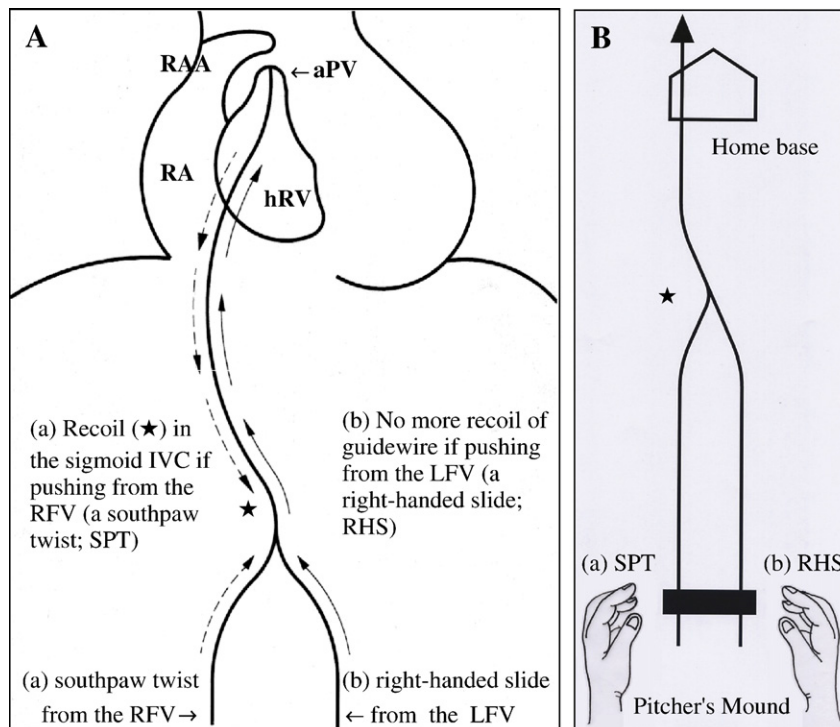 A
RAA
←aPV
RA
hRV
(a) Recoil (★) in
the sigmoid IVC if
pushing from the
RFV (a southpaw
twist; SPT)
★
(b) No more recoil of
guidewire if pushing
from the LFV (a
right-handed slide;
RHS)
(a) southpaw twist
from the RFV→
(b) right-handed slide
←from the LFV
B
Home base
★
(a) SPT
(b) RHS
Pitcher's Mound